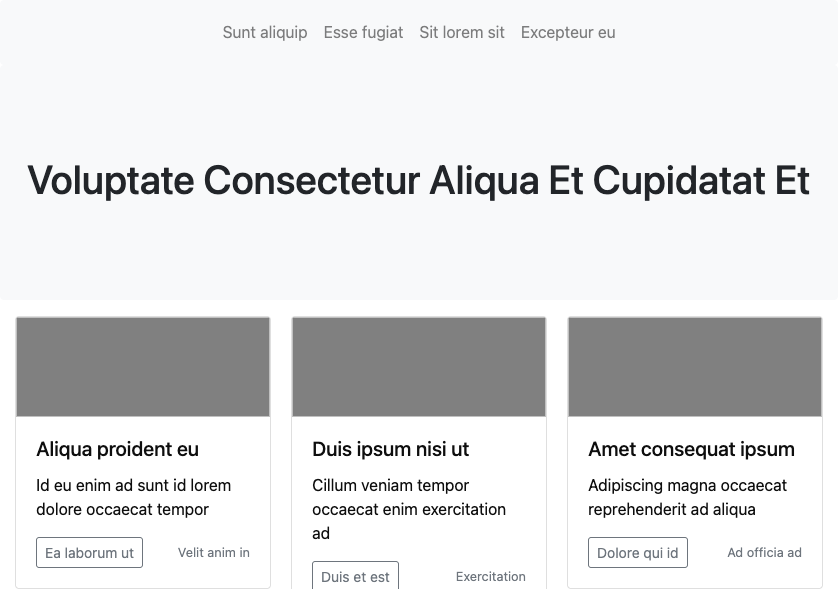 Sunt aliquip Esse fugiat Sit lorem sit Excepteur eu
Voluptate Consectetur Aliqua Et Cupidatat Et
Aliqua proident eu
Id eu enim ad sunt id lorem
dolore occaecat tempor
Ea laborum ut Velit anim in
Duis ipsum nisi ut
Cillum veniam tempor
occaecat enim exercitation
ad
Duis et est Exercitation
Amet consequat ipsum
Adipiscing magna occaecat
reprehenderit ad aliqua
Dolore qui id Ad officia ad